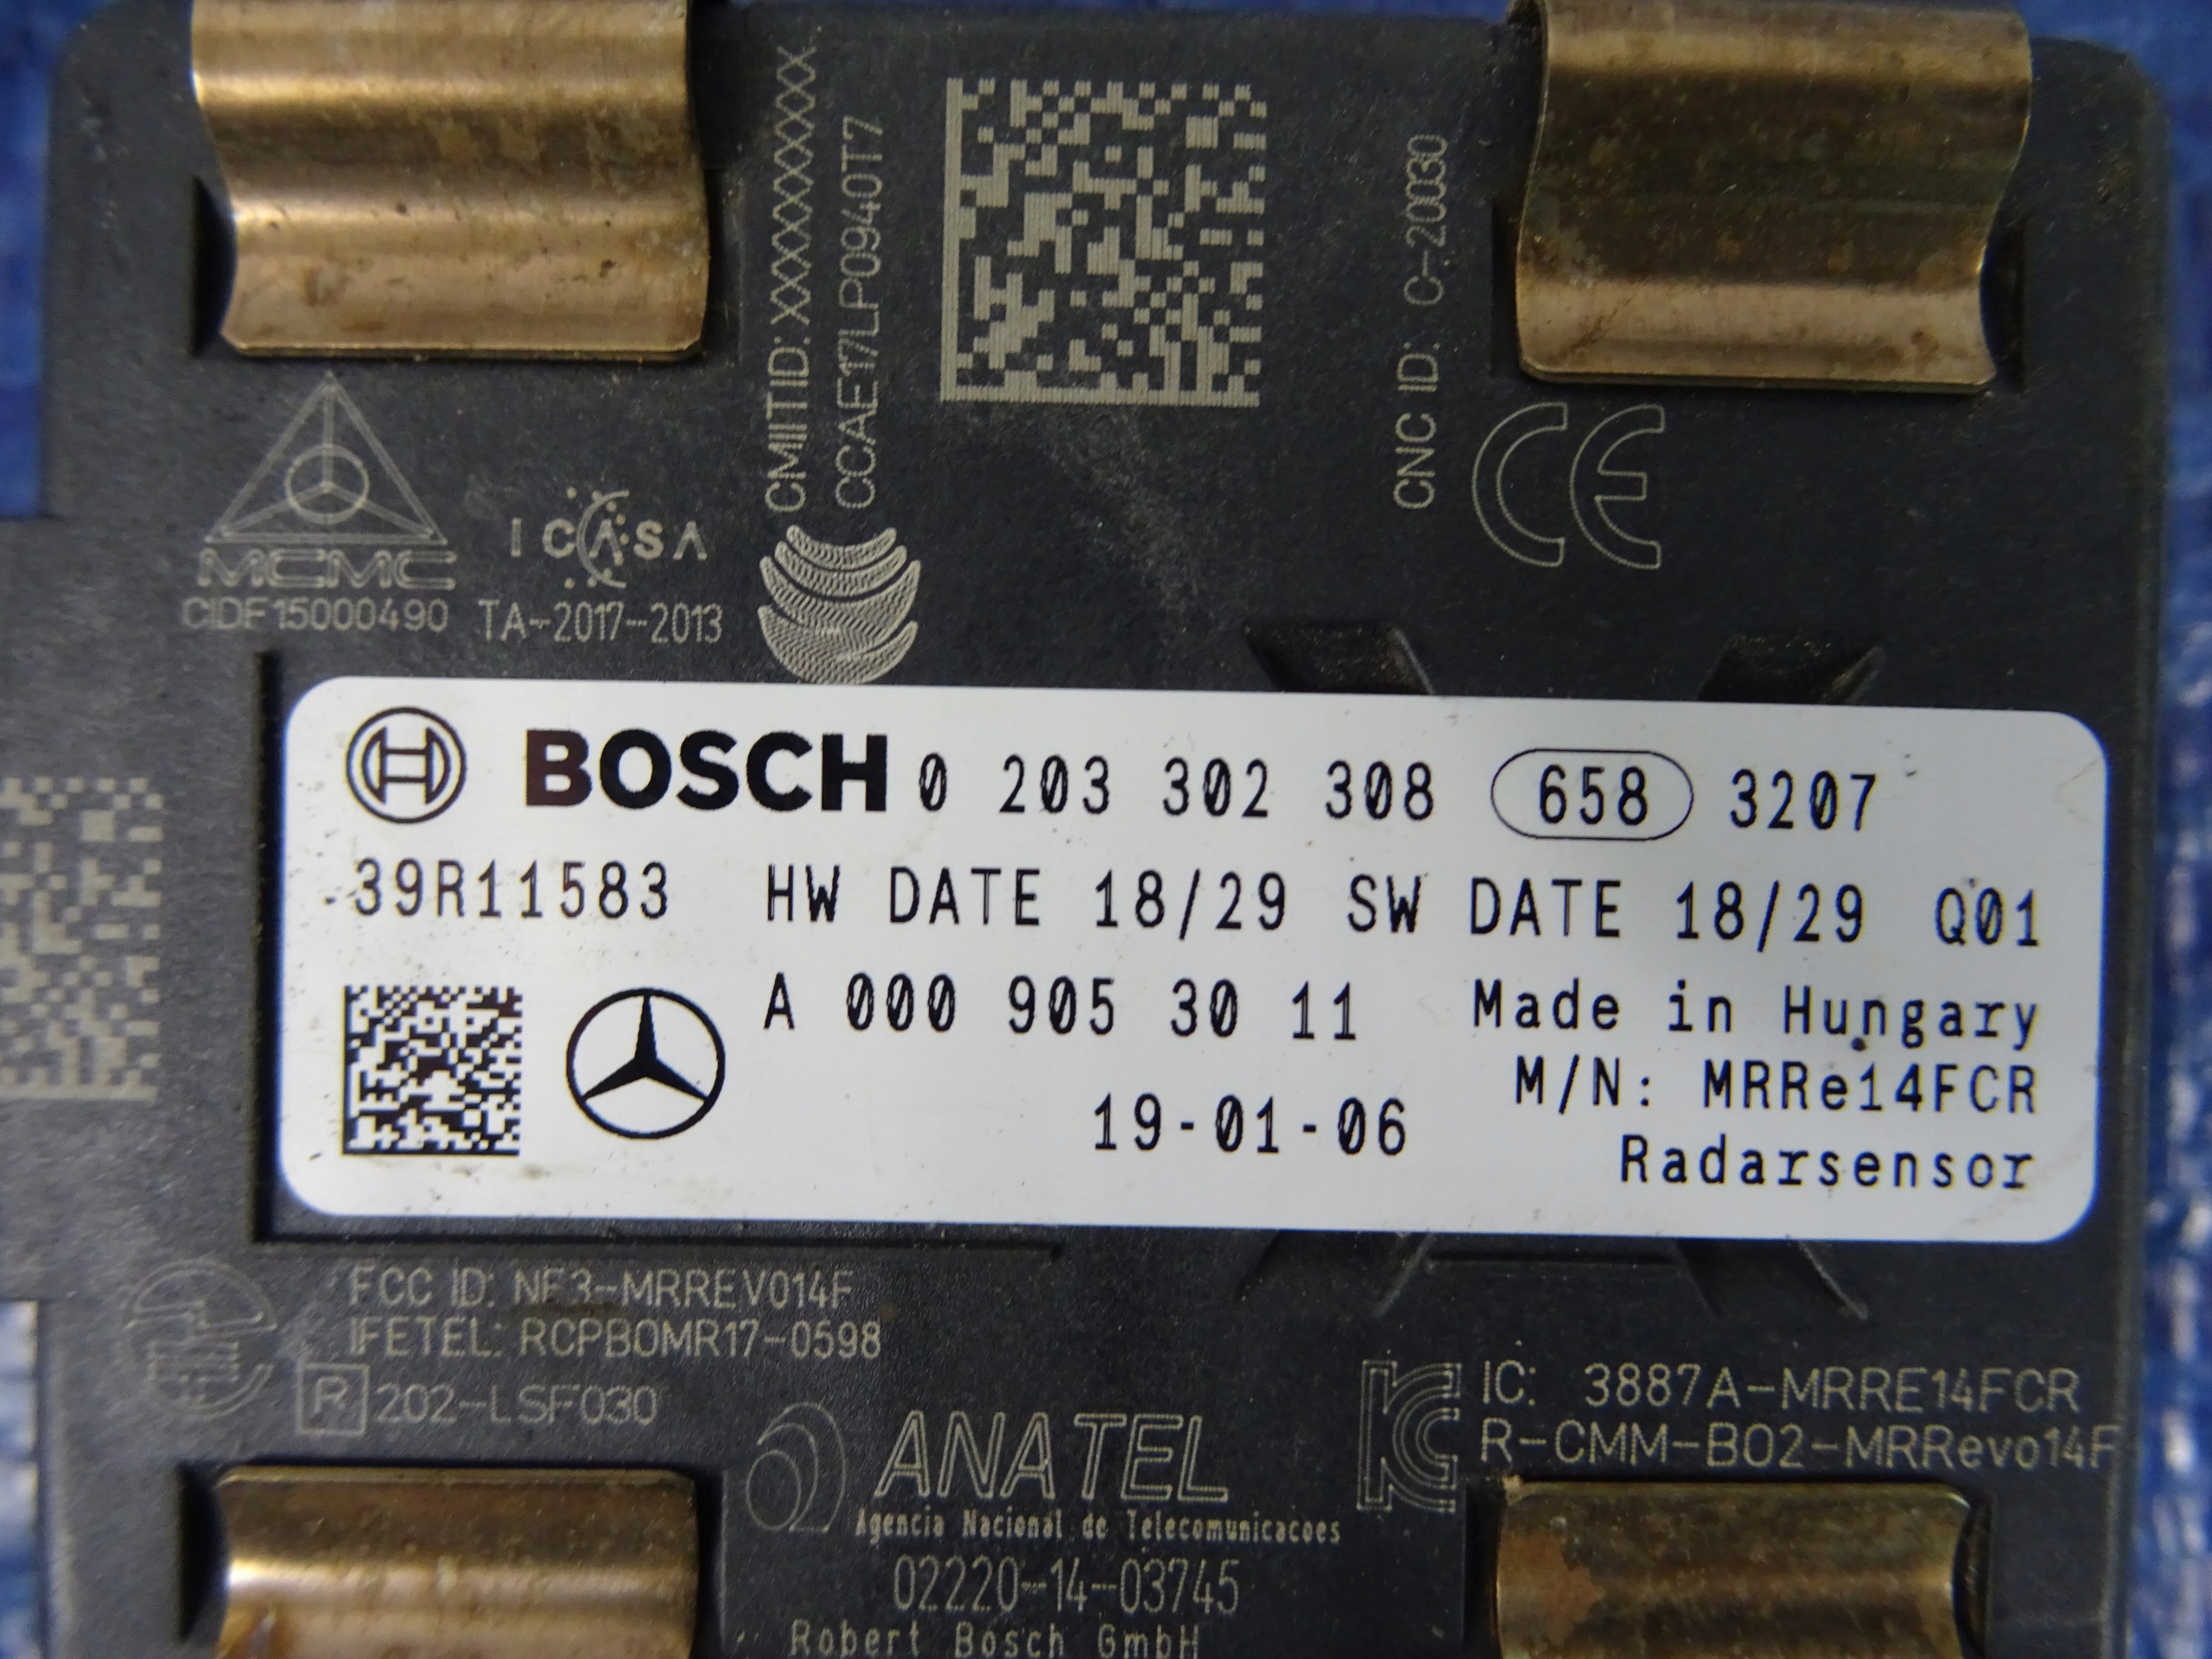 CMIITID: XXXXXXXXXX
CCAE17LP0940T7
CNC ID: C-20030
CE
MCMC
CIDF15000490
ICASA
TA-2017-2013
BOSCH 0 203 302 308 658 3207
39R11583 HW DATE 18/29 SW DATE 18/29 Q01
A 000 905 30 11 Made in Hungary
M/N: MRRe14FCR
19-01-06
Radarsensor
FCC ID: NF3-MRREVO14F
IFETEL: RCPBOMR17-0598
R 202-LSF030
IC: 3887A-MRRE14FCR
R-CMM-BO2-MRRevo14F
ANATEL
Agencia Nacional de Telecomunicacoes
02220-14-03745
Robert Bosch GmbH